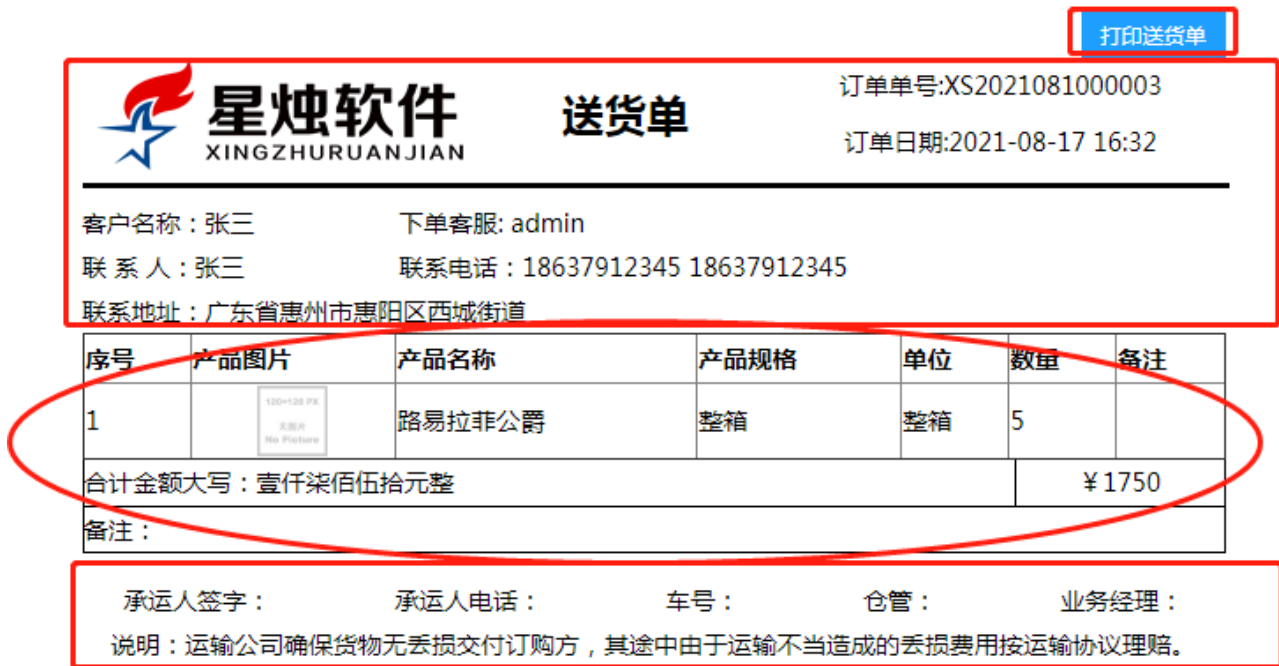 打印送货单
星烛软件
XINGZHURUANJIAN
送货单
订单单号:XS2021081000003
订单日期:2021-08-17 16:32
客户名称：张三 下单客服: admin
联 系 人：张三 联系电话：18637912345 18637912345
联系地址：广东省惠州市惠阳区西城街道
序号 产品图片 产品名称 产品规格 单位 数量 备注
120*120 PX
无图片
No Picture
1 路易拉菲公爵 整箱 整箱 5
合计金额大写：壹仟柒佰伍拾元整 ￥1750
备注：
承运人签字： 承运人电话： 车号： 仓管： 业务经理：
说明：运输公司确保货物无丢损交付订购方，其途中由于运输不当造成的丢损费用按运输协议理赔。